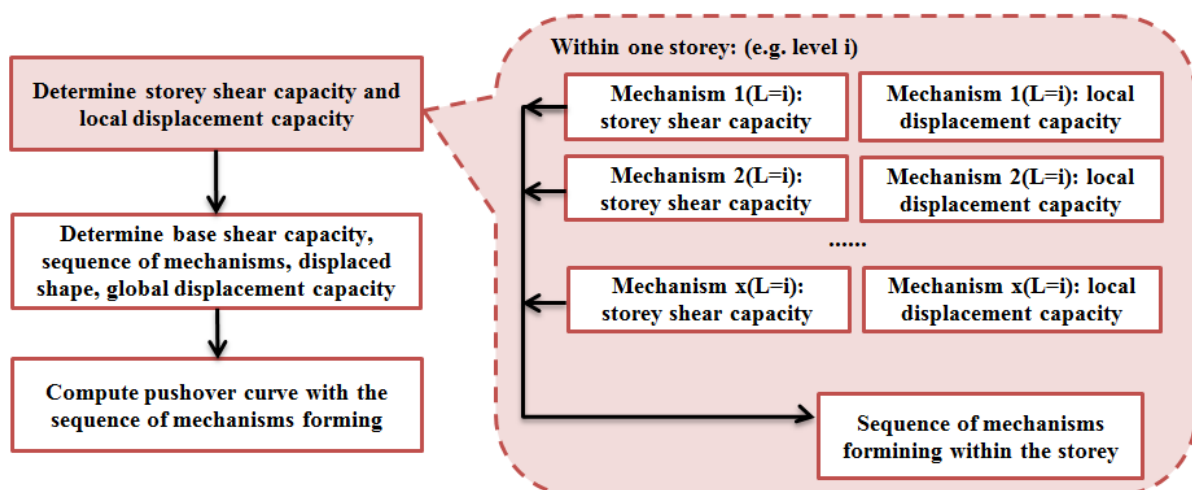 Determine storey shear capacity and
local displacement capacity
Determine base shear capacity,
sequence of mechanisms, displaced
shape, global displacement capacity
Compute pushover curve with the
sequence of mechanisms forming
Within one storey: (e.g. level i)
Mechanism 1(L=i):
storey shear capacity
Mechanism 1(L=i): local
displacement capacity
Mechanism 2(L=i):
storey shear capacity
Mechanism 2(L=i): local
displacement capacity
......
Mechanism x(L=i):
storey shear capacity
Mechanism x(L=i): local
displacement capacity
Sequence of mechanisms
formining within the storey